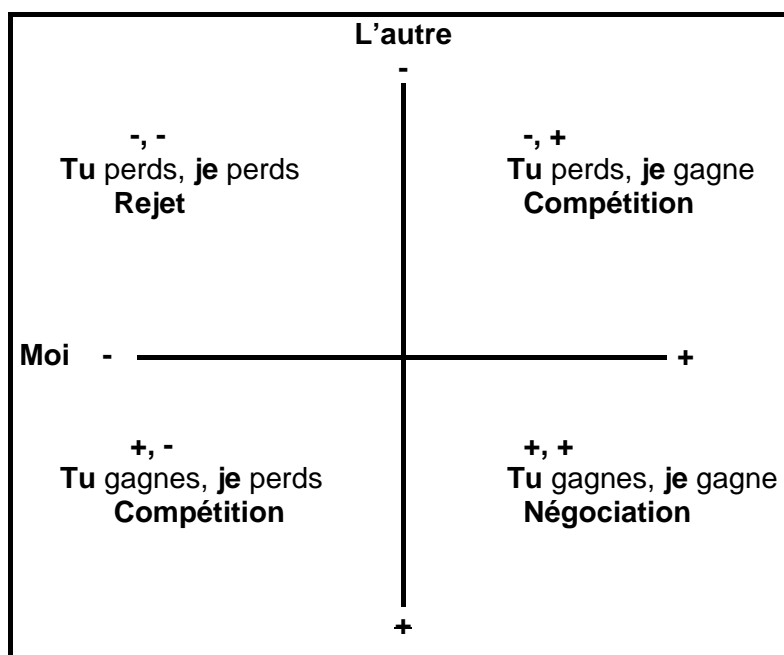 L'autre
-
-, -
Tu perds, je perds
Rejet
-, +
Tu perds, je gagne
Compétition
Moi - +
+, -
Tu gagnes, je perds
Compétition
+, +
Tu gagnes, je gagne
Négociation
+